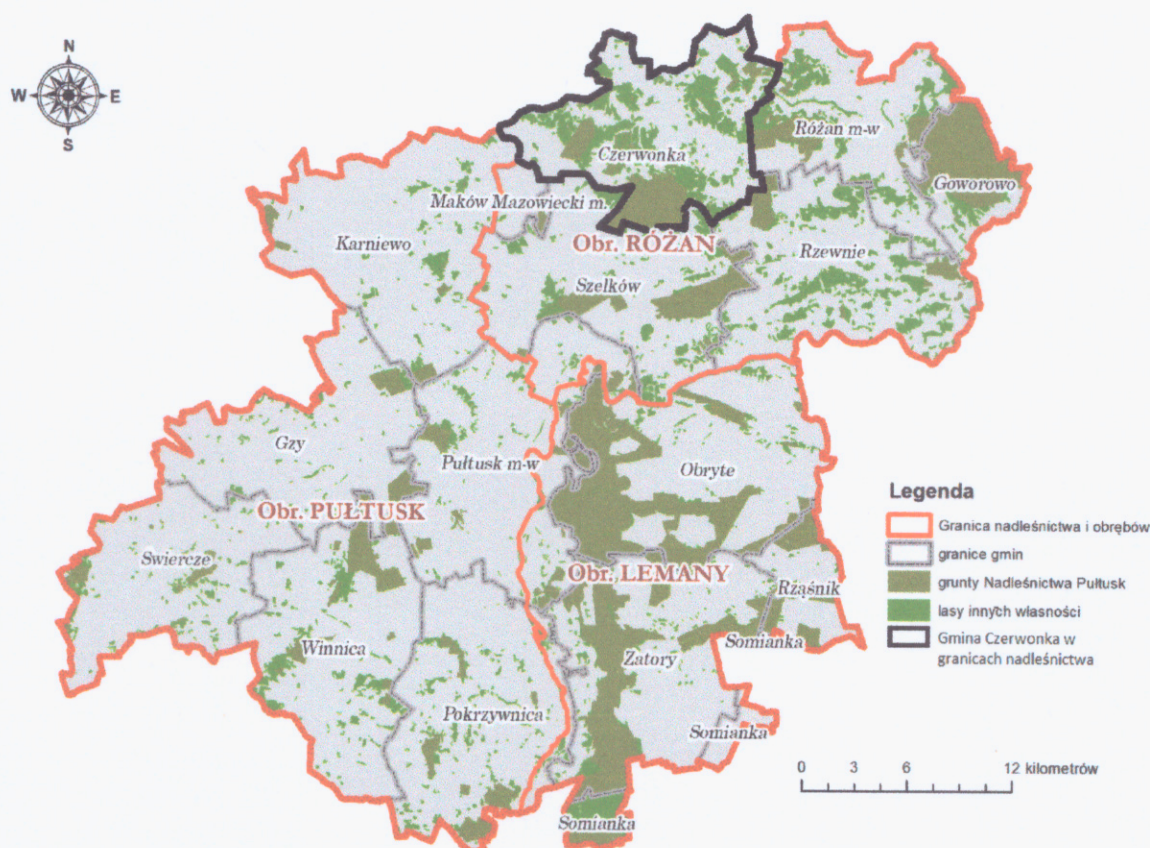 N
W E
S
Różan m-w
Czerwonka
Goworowo
Maków Mazowiecki m.
Karniewo
Obr. RÓŻAN
Rzewnie
Szelków
Gzy
Pułtusk m-w
Obryte
Obr. PUŁTUSK
Swiercze
Obr. LEMANY
Rząśnik
Somianka
Winnica
Zatory
Pokrzywnica
Somianka
Somianka
Legenda
Granica nadleśnictwa i obrębów
granice gmin
grunty Nadleśnictwa Pułtusk
lasy innych własności
Gmina Czerwonka w
granicach nadleśnictwa
0 3 6 12 kilometrów